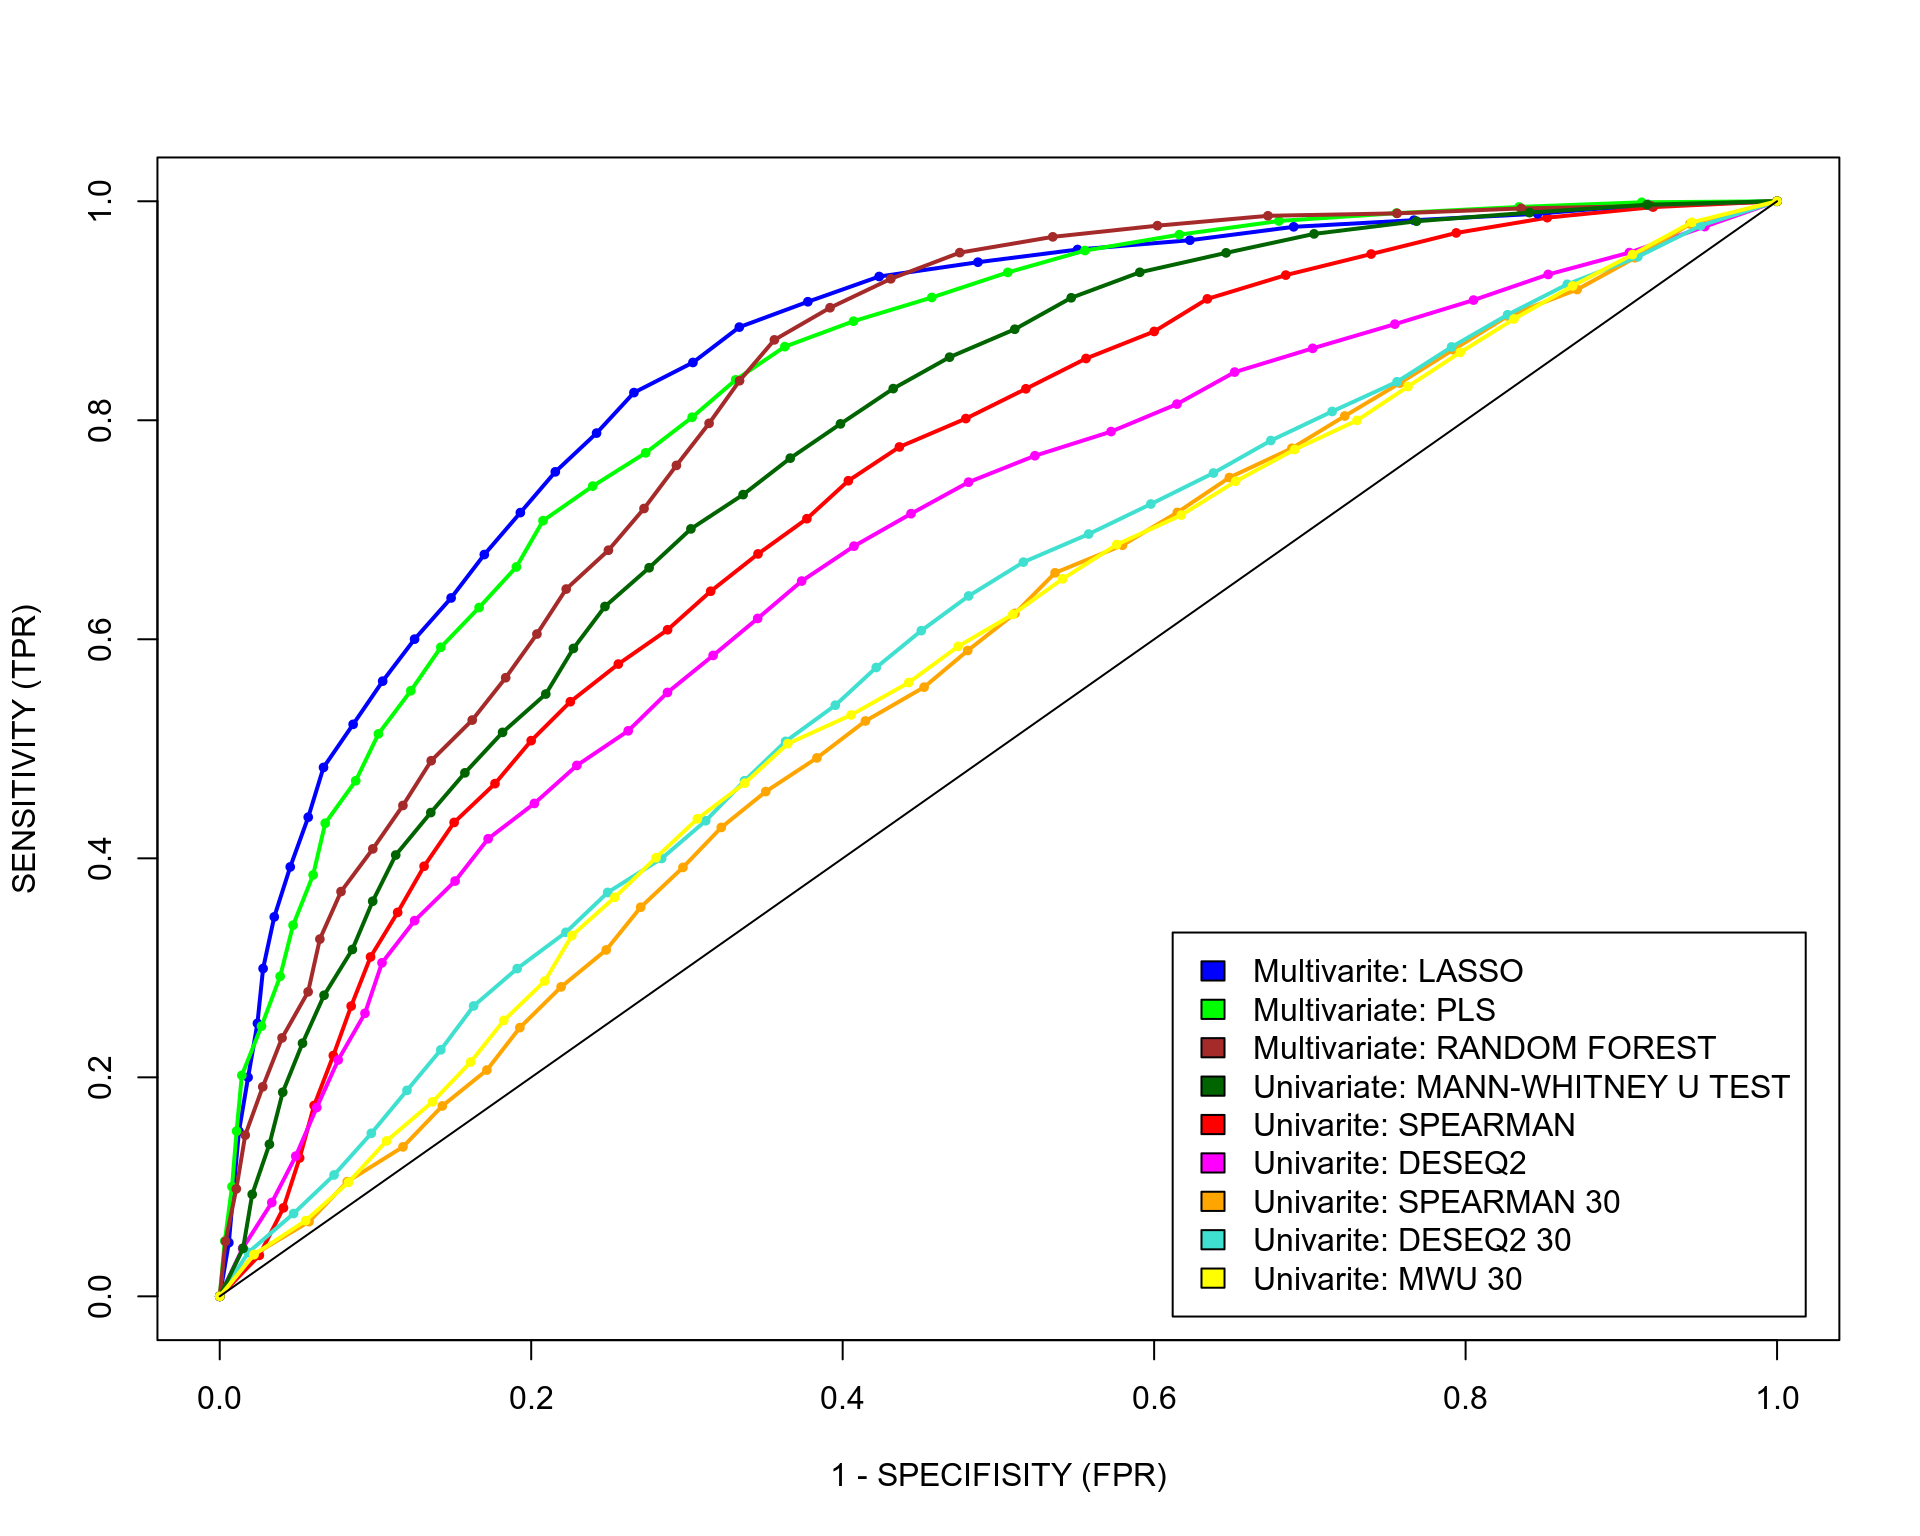 1.0
0.8
0.6
0.4
0.2
0.0
SENSITIVITY (TPR)
Multivarite: LASSO
Multivariate: PLS
Multivariate: RANDOM FOREST
Univariate: MANN-WHITNEY U TEST
Univarite: SPEARMAN
Univarite: DESEQ2
Univarite: SPEARMAN 30
Univarite: DESEQ2 30
Univarite: MWU 30
0.0 0.2 0.4 0.6 0.8 1.0
1 - SPECIFISITY (FPR)